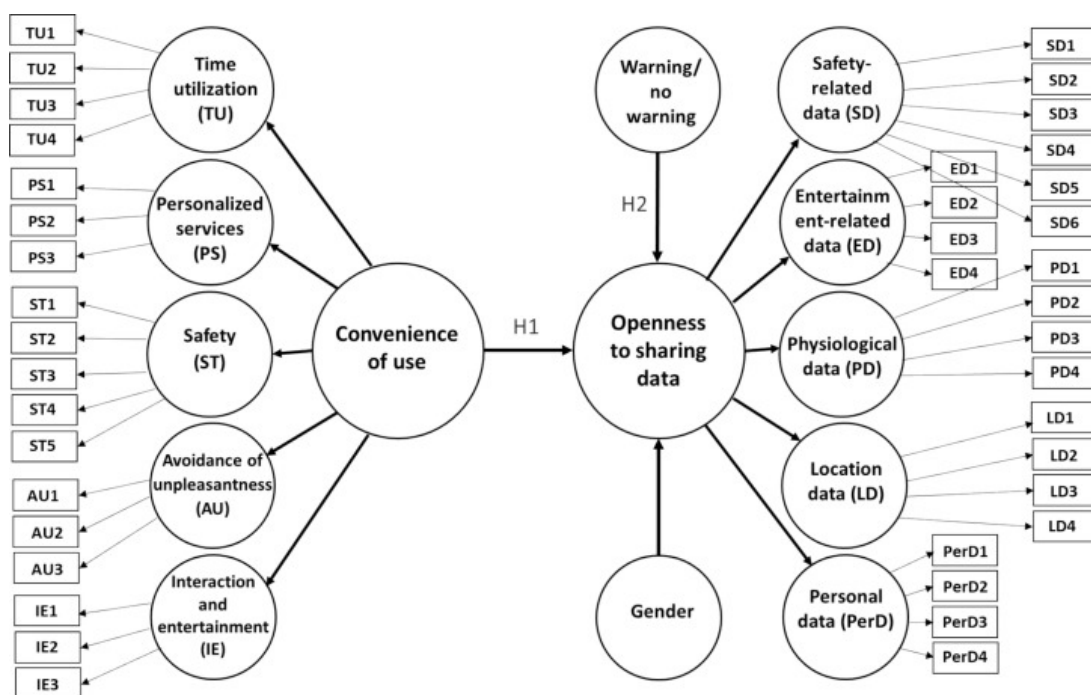 TU1
TU2
TU3
TU4
Time
utilization
(TU)
PS1
PS2
PS3
Personalized
services
(PS)
ST1
ST2
ST3
ST4
ST5
Safety
(ST)
AU1
AU2
AU3
Avoidance of
unpleasantness
(AU)
IE1
IE2
IE3
Interaction and
entertainment
(IE)
Convenience
of use
H1
Warning/
no
warning
H2
Openness
to sharing
data
Gender
Safety-
related
data (SD)
SD1
SD2
SD3
SD4
SD5
SD6
Entertainm
ent-related
data (ED)
ED1
ED2
ED3
ED4
Physiological
data (PD)
PD1
PD2
PD3
PD4
Location
data (LD)
LD1
LD2
LD3
LD4
Personal
data (PerD)
PerD1
PerD2
PerD3
PerD4